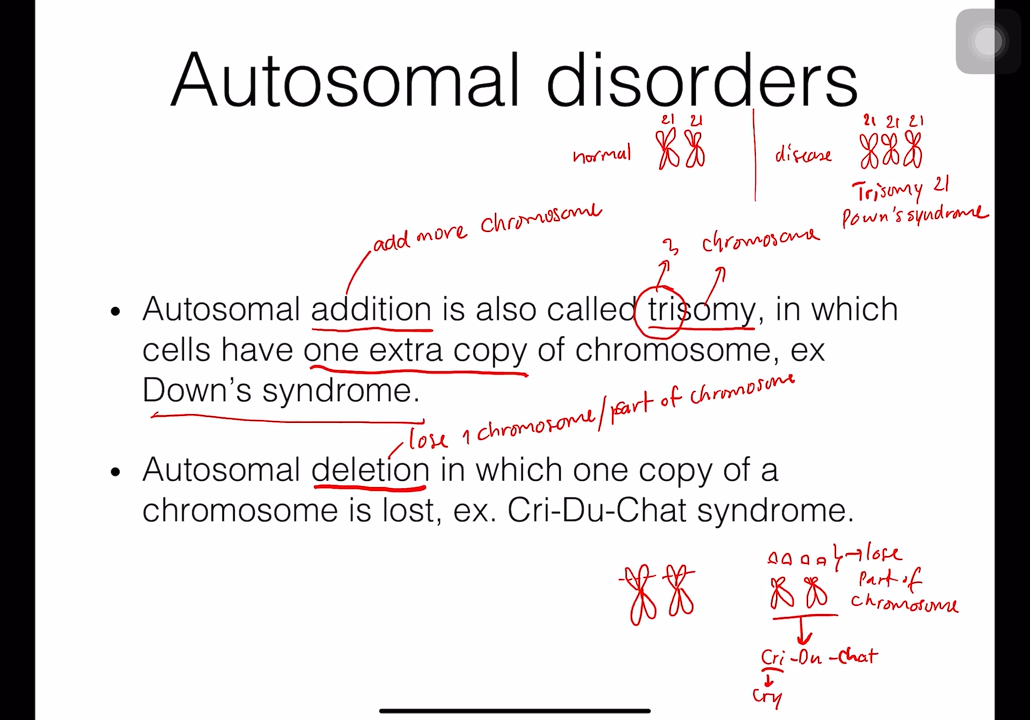 Autosomal disorders
21 21
normal
21 21 21
disease
Trisomy 21
Down's syndrome
add more chromosome
3 chromosome
• Autosomal addition is also called trisomy, in which
cells have one extra copy of chromosome, ex
Down's syndrome.
lose 1 chromosome/part of chromosome
• Autosomal deletion in which one copy of a
chromosome is lost, ex. Cri-Du-Chat syndrome.
lose
part of
chromosome
Cri-Du-chat
Cry